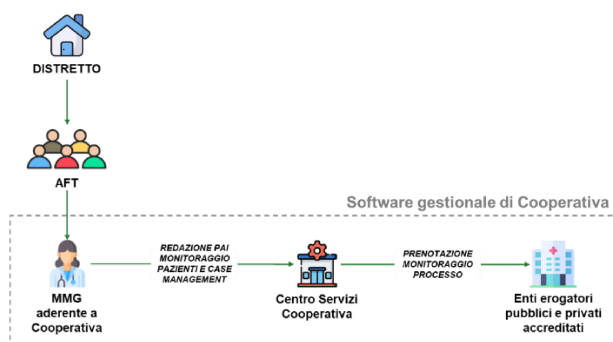 DISTRETTO
AFT
Software gestionale di Cooperativa
REDAZIONE PAI
MONITORAGGIO
PAZIENTI E CASE
MANAGEMENT
PRENOTAZIONE
MONITORAGGIO
PROCESSO
MMG
aderente a
Cooperativa
Centro Servizi
Cooperativa
Enti erogatori
pubblici e privati
accreditati